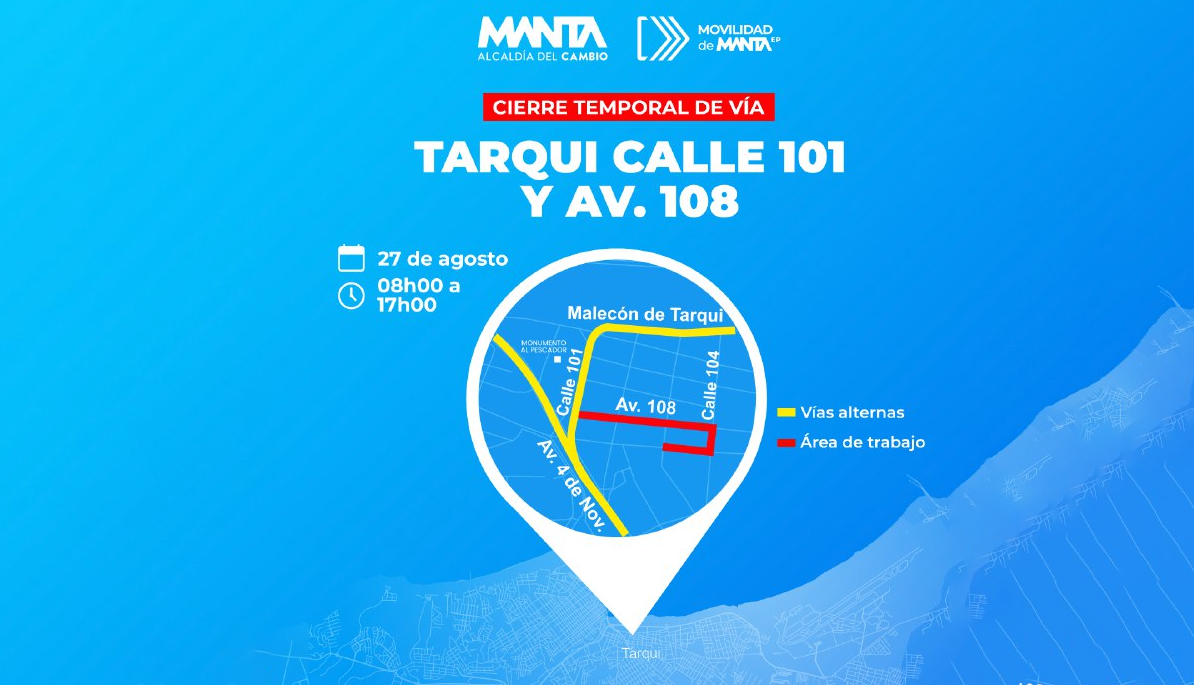 MANTA
ALCALDÍA DEL CAMBIO
MOVILIDAD
de MANTA EP
CIERRE TEMPORAL DE VÍA
TARQUI CALLE 101
Y AV. 108
27 de agosto
08h00 a
17h00
Malecón de Tarqui
MONUMENTO
AL PESCADOR
Calle 101
Calle 104
Av. 108
Av. 4 de Nov.
Vías alternas
Área de trabajo
Tarqui